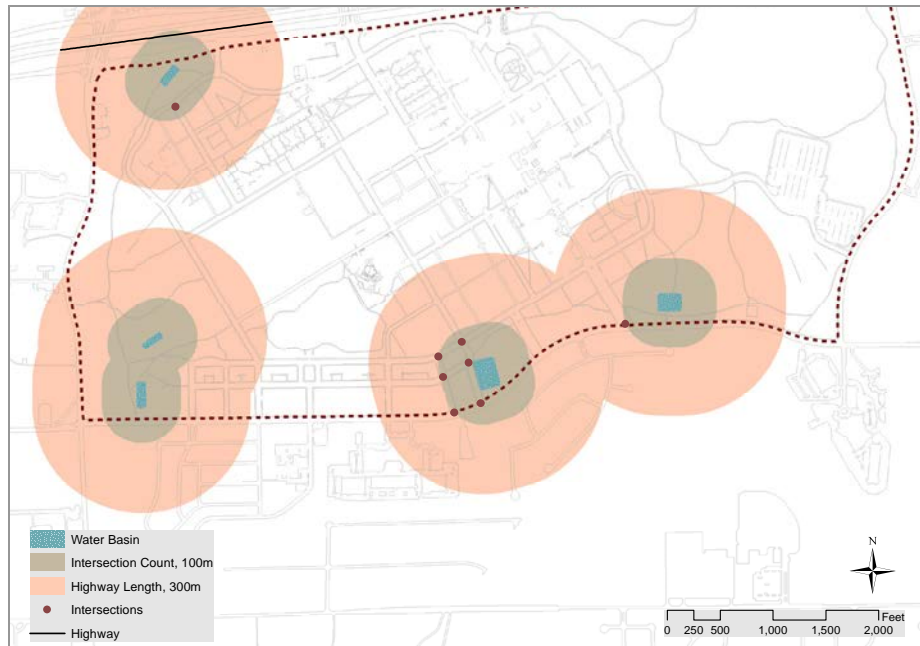 Water Basin
Intersection Count, 100m
Highway Length, 300m
Intersections
Highway
N
Feet
0 250 500 1,000 1,500 2,000